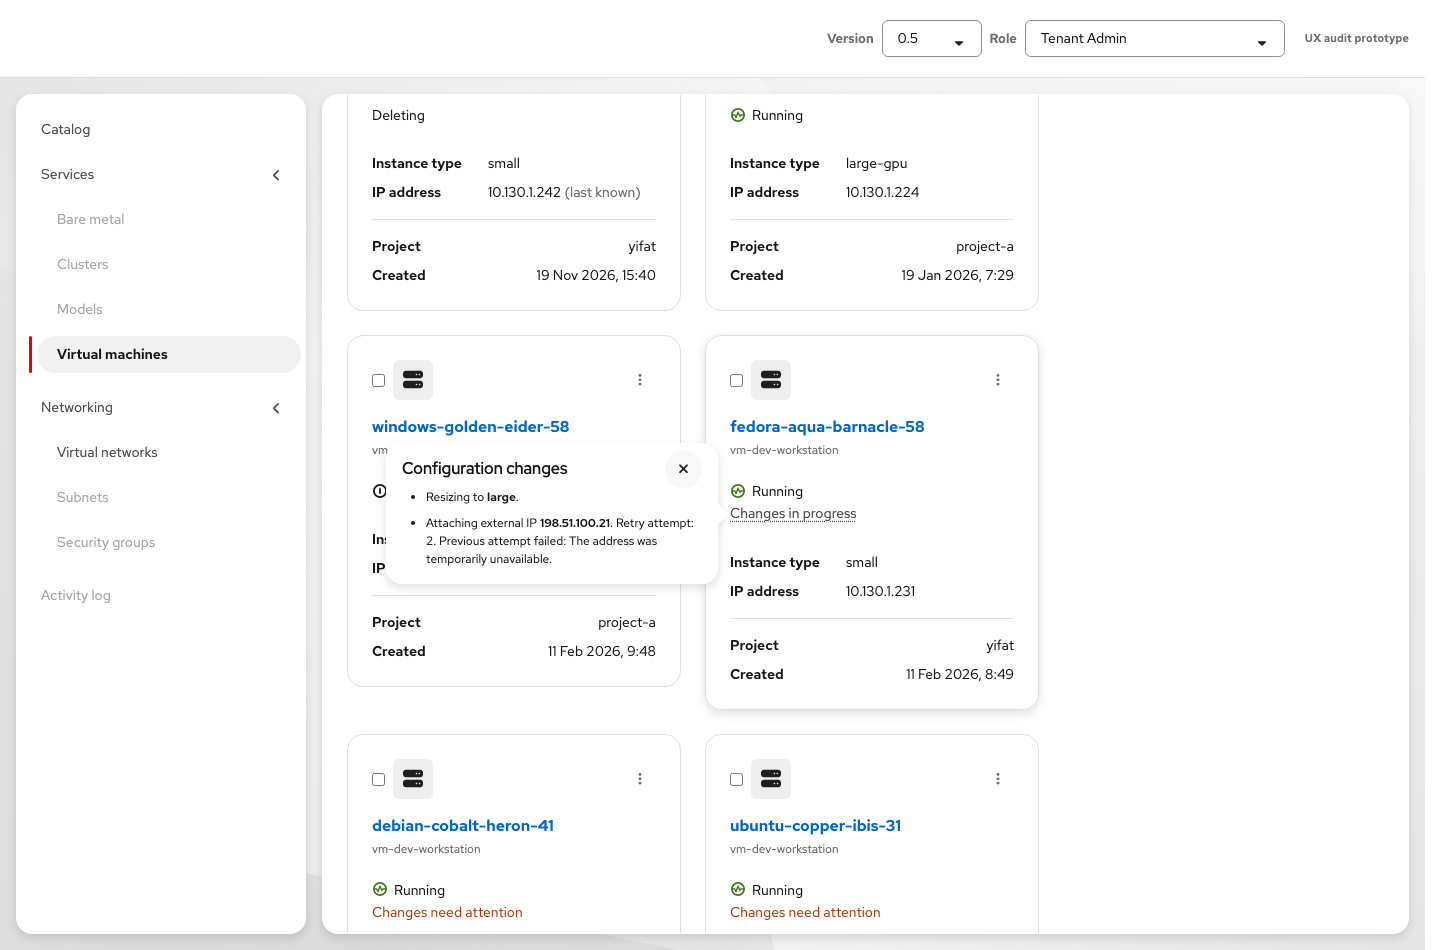 Version 0.5 Role Tenant Admin UX audit prototype
Catalog
Services
Bare metal
Clusters
Models
Virtual machines
Networking
Virtual networks
Subnets
Security groups
Activity log
Deleting
Instance type small
IP address 10.130.1.242 (last known)
Project yifat
Created 19 Nov 2026, 15:40
Running
Instance type large-gpu
IP address 10.130.1.224
Project project-a
Created 19 Jan 2026, 7:29
windows-golden-eider-58
Configuration changes
• Resizing to large.
• Attaching external IP 198.51.100.21. Retry attempt:
2. Previous attempt failed: The address was
temporarily unavailable.
IP
Project project-a
Created 11 Feb 2026, 9:48
fedora-aqua-barnacle-58
vm-dev-workstation
Running
Changes in progress
Instance type small
IP address 10.130.1.231
Project yifat
Created 11 Feb 2026, 8:49
debian-cobalt-heron-41
vm-dev-workstation
Running
Changes need attention
ubuntu-copper-ibis-31
vm-dev-workstation
Running
Changes need attention